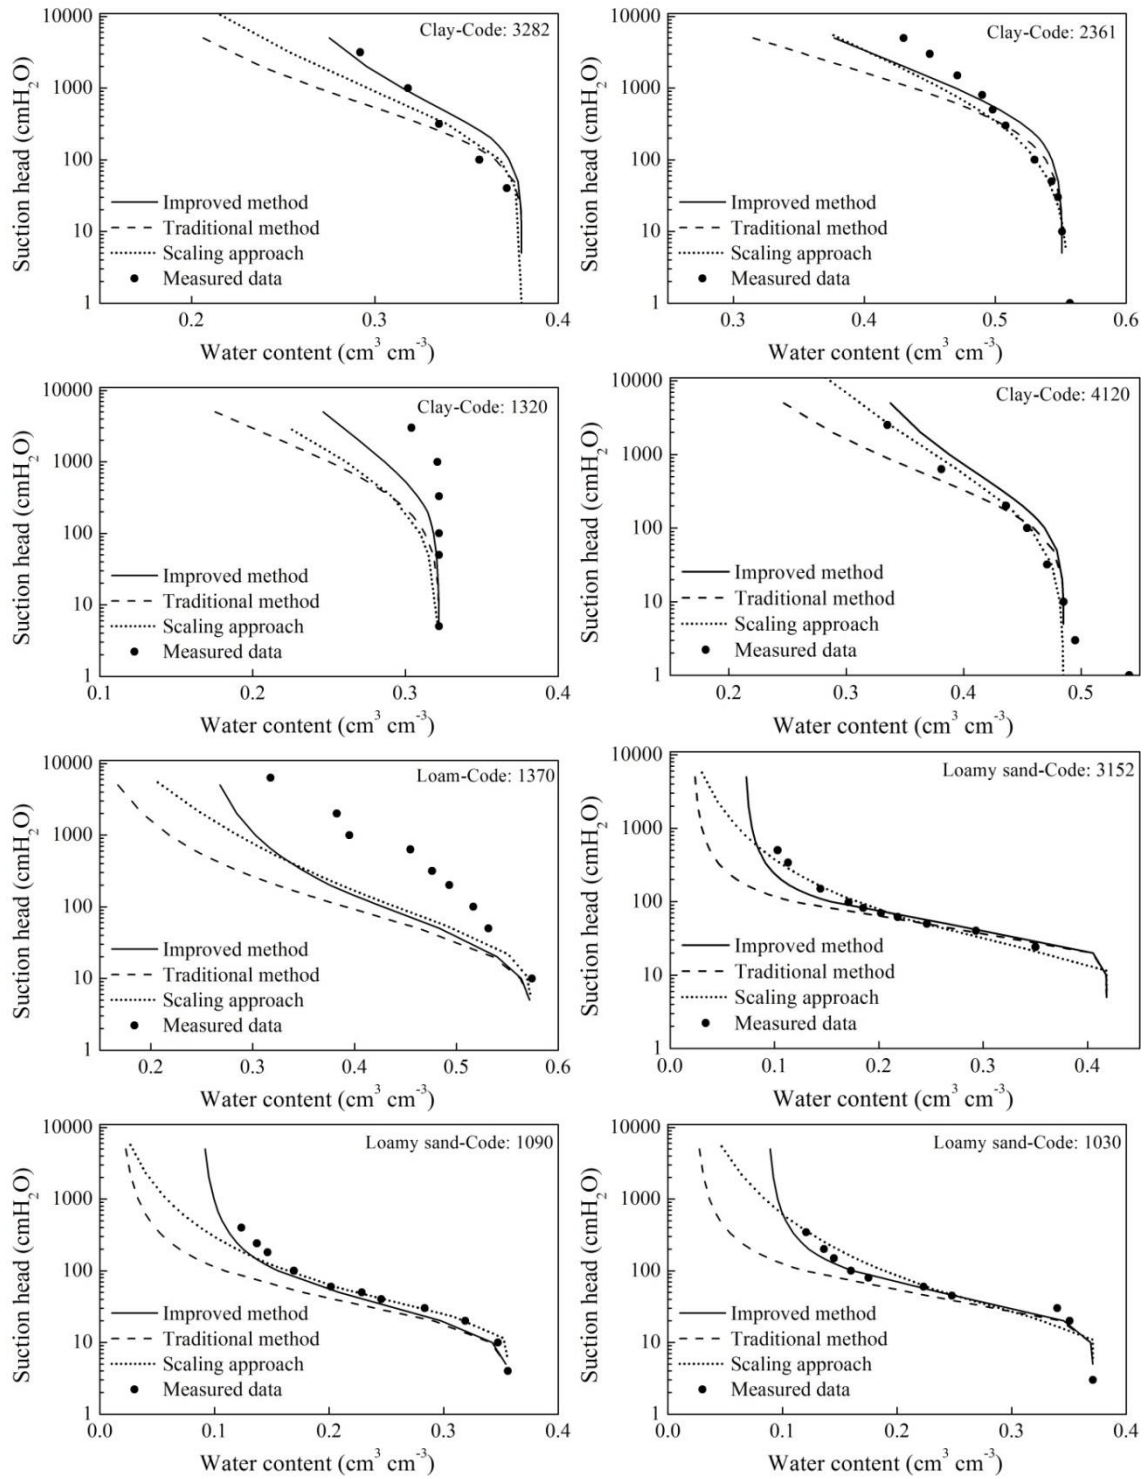 Clay-Code: 3282
Suction head (cmH₂O)
10000
1000
100
10
1
Improved method
Traditional method
Scaling approach
Measured data
0.2
0.3
0.4
Water content (cm³ cm⁻³)
Clay-Code: 2361
Suction head (cmH₂O)
10000
1000
100
10
1
Improved method
Traditional method
Scaling approach
Measured data
0.3
0.4
0.5
0.6
Water content (cm³ cm⁻³)
Clay-Code: 1320
Suction head (cmH₂O)
10000
1000
100
10
1
Improved method
Traditional method
Scaling approach
Measured data
0.1
0.2
0.3
0.4
Water content (cm³ cm⁻³)
Clay-Code: 4120
Suction head (cmH₂O)
10000
1000
100
10
1
Improved method
Traditional method
Scaling approach
Measured data
0.2
0.3
0.4
0.5
Water content (cm³ cm⁻³)
Loam-Code: 1370
Suction head (cmH₂O)
10000
1000
100
10
1
Improved method
Traditional method
Scaling approach
Measured data
0.2
0.3
0.4
0.5
0.6
Water content (cm³ cm⁻³)
Loamy sand-Code: 3152
Suction head (cmH₂O)
10000
1000
100
10
1
Improved method
Traditional method
Scaling approach
Measured data
0.0
0.1
0.2
0.3
0.4
Water content (cm³ cm⁻³)
Loamy sand-Code: 1090
Suction head (cmH₂O)
10000
1000
100
10
1
Improved method
Traditional method
Scaling approach
Measured data
0.0
0.1
0.2
0.3
0.4
Water content (cm³ cm⁻³)
Loamy sand-Code: 1030
Suction head (cmH₂O)
10000
1000
100
10
1
Improved method
Traditional method
Scaling approach
Measured data
0.0
0.1
0.2
0.3
0.4
Water content (cm³ cm⁻³)